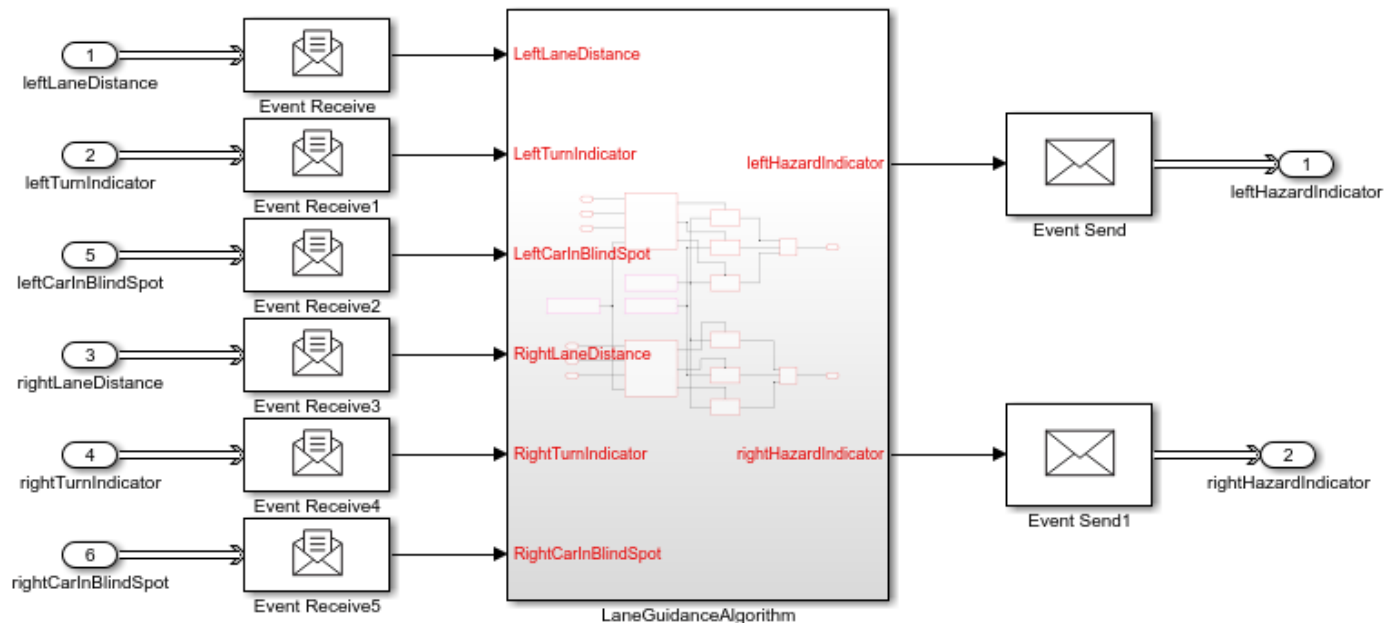 1
leftLaneDistance
Event Receive
LeftLaneDistance
2
leftTurnIndicator
Event Receive1
LeftTurnIndicator
5
leftCarInBlindSpot
Event Receive2
LeftCarInBlindSpot
3
rightLaneDistance
Event Receive3
RightLaneDistance
4
rightTurnIndicator
Event Receive4
RightTurnIndicator
6
rightCarInBlindSpot
Event Receive5
RightCarInBlindSpot
LaneGuidanceAlgorithm
leftHazardIndicator
Event Send
1
leftHazardIndicator
rightHazardIndicator
Event Send1
2
rightHazardIndicator